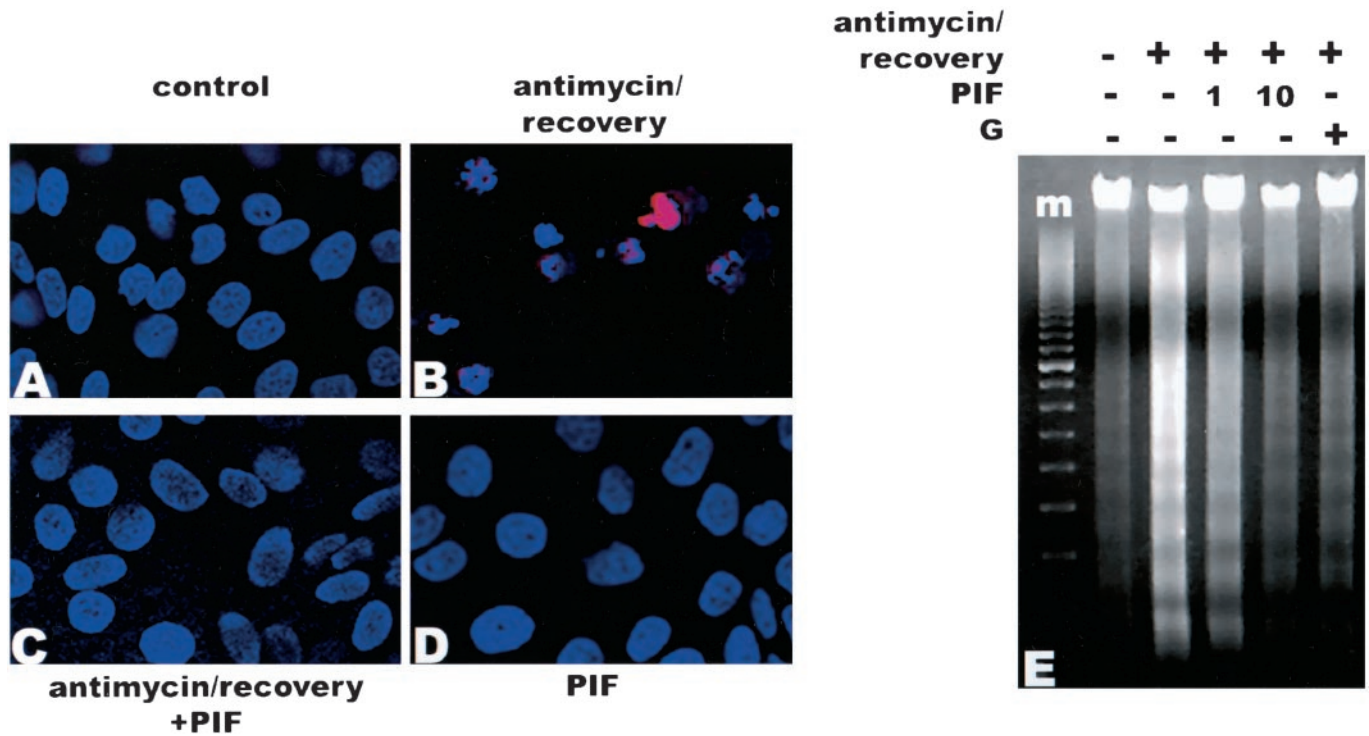 control
antimycin/
recovery
A
B
C
D
antimycin/recovery
+PIF
PIF
antimycin/
recovery - + + + +
PIF - - 1 10 -
G - - - - +
m
E